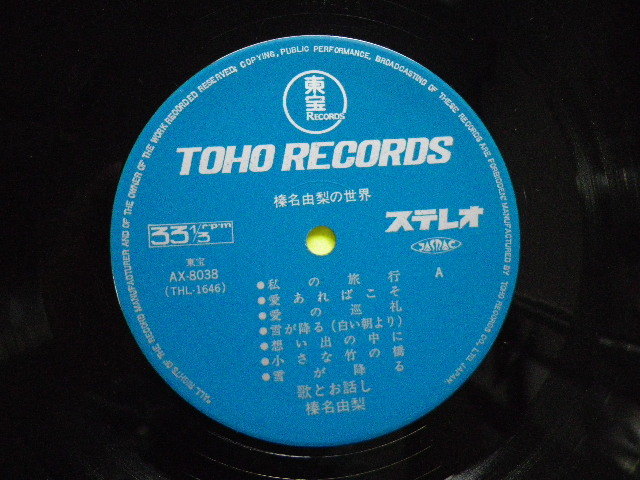 "ALL RIGHTS OF THE RECORD MANUFACTURER AND OF THE OWNER OF THE WORK RECORDED RESERVED: COPYING, PUBLIC PERFORMANCE, BROADCASTING OF THESE RECORDS ARE FORBIDDEN" MANUFACTURED BY TOHO RECORDS CO., LTD. JAPAN.
東宝
RECORDS
TOHO RECORDS
榛名由梨の世界
33 1/3 rpm
ステレオ
JASRAC
東宝
AX-8038
(THL-1646)
A
●私の旅行
●愛あればこそ
●愛の巡礼
●雪が降る(白い朝より)
●想い出の中に
●小さな竹の橋
●雪が降る
歌とお話し
榛名由梨